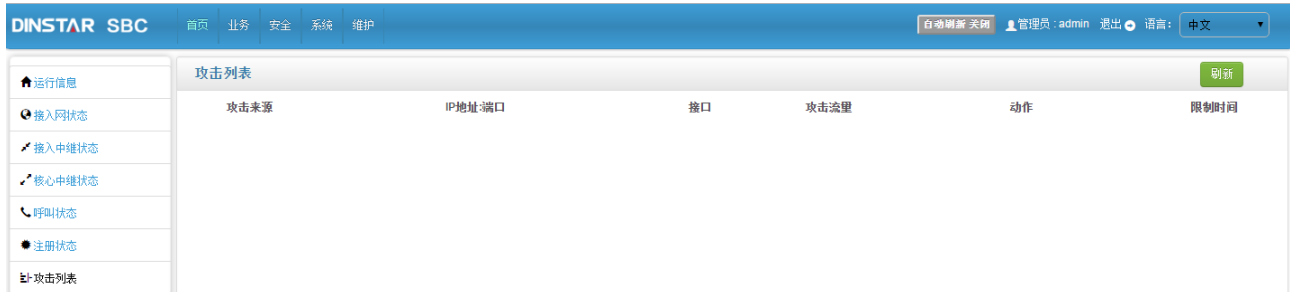 DINSTAR SBC 首页 业务 安全 系统 维护 自动刷新 关闭 管理员 : admin 退出 语言: 中文
运行信息
接入网状态
接入中继状态
核心中继状态
呼叫状态
注册状态
攻击列表
攻击列表 刷新
攻击来源 IP地址:端口 接口 攻击流量 动作 限制时间